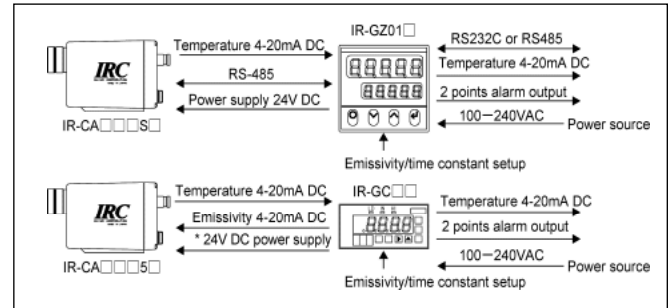 IR-GZ01□
Temperature 4-20mA DC
RS232C or RS485
IRC
Temperature 4-20mA DC
RS-485
2 points alarm output
Power supply 24V DC
100−240VAC
Power source
IR-CA□□□S□
Emissivity/time constant setup
Temperature 4-20mA DC
IR-GC□□
Temperature 4-20mA DC
IRC
Emissivity 4-20mA DC
2 points alarm output
* 24V DC power supply
100−240VAC
Power source
IR-CA□□□5□
Emissivity/time constant setup